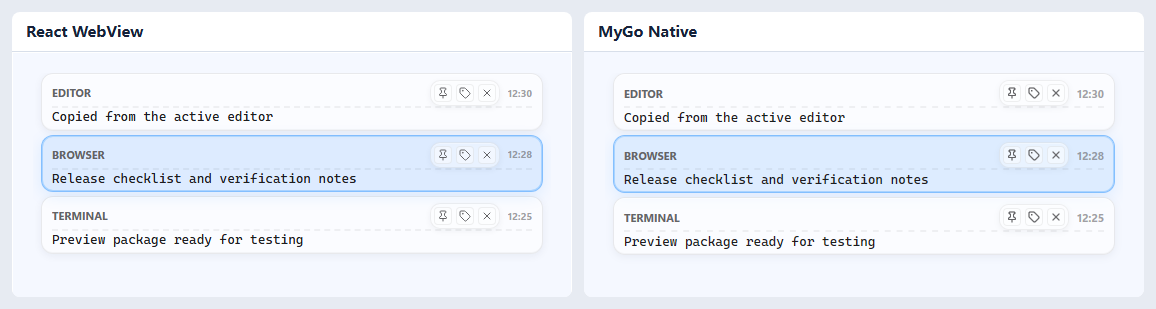 React WebView
EDITOR 12:30
Copied from the active editor
BROWSER 12:28
Release checklist and verification notes
TERMINAL 12:25
Preview package ready for testing
MyGo Native
EDITOR 12:30
Copied from the active editor
BROWSER 12:28
Release checklist and verification notes
TERMINAL 12:25
Preview package ready for testing